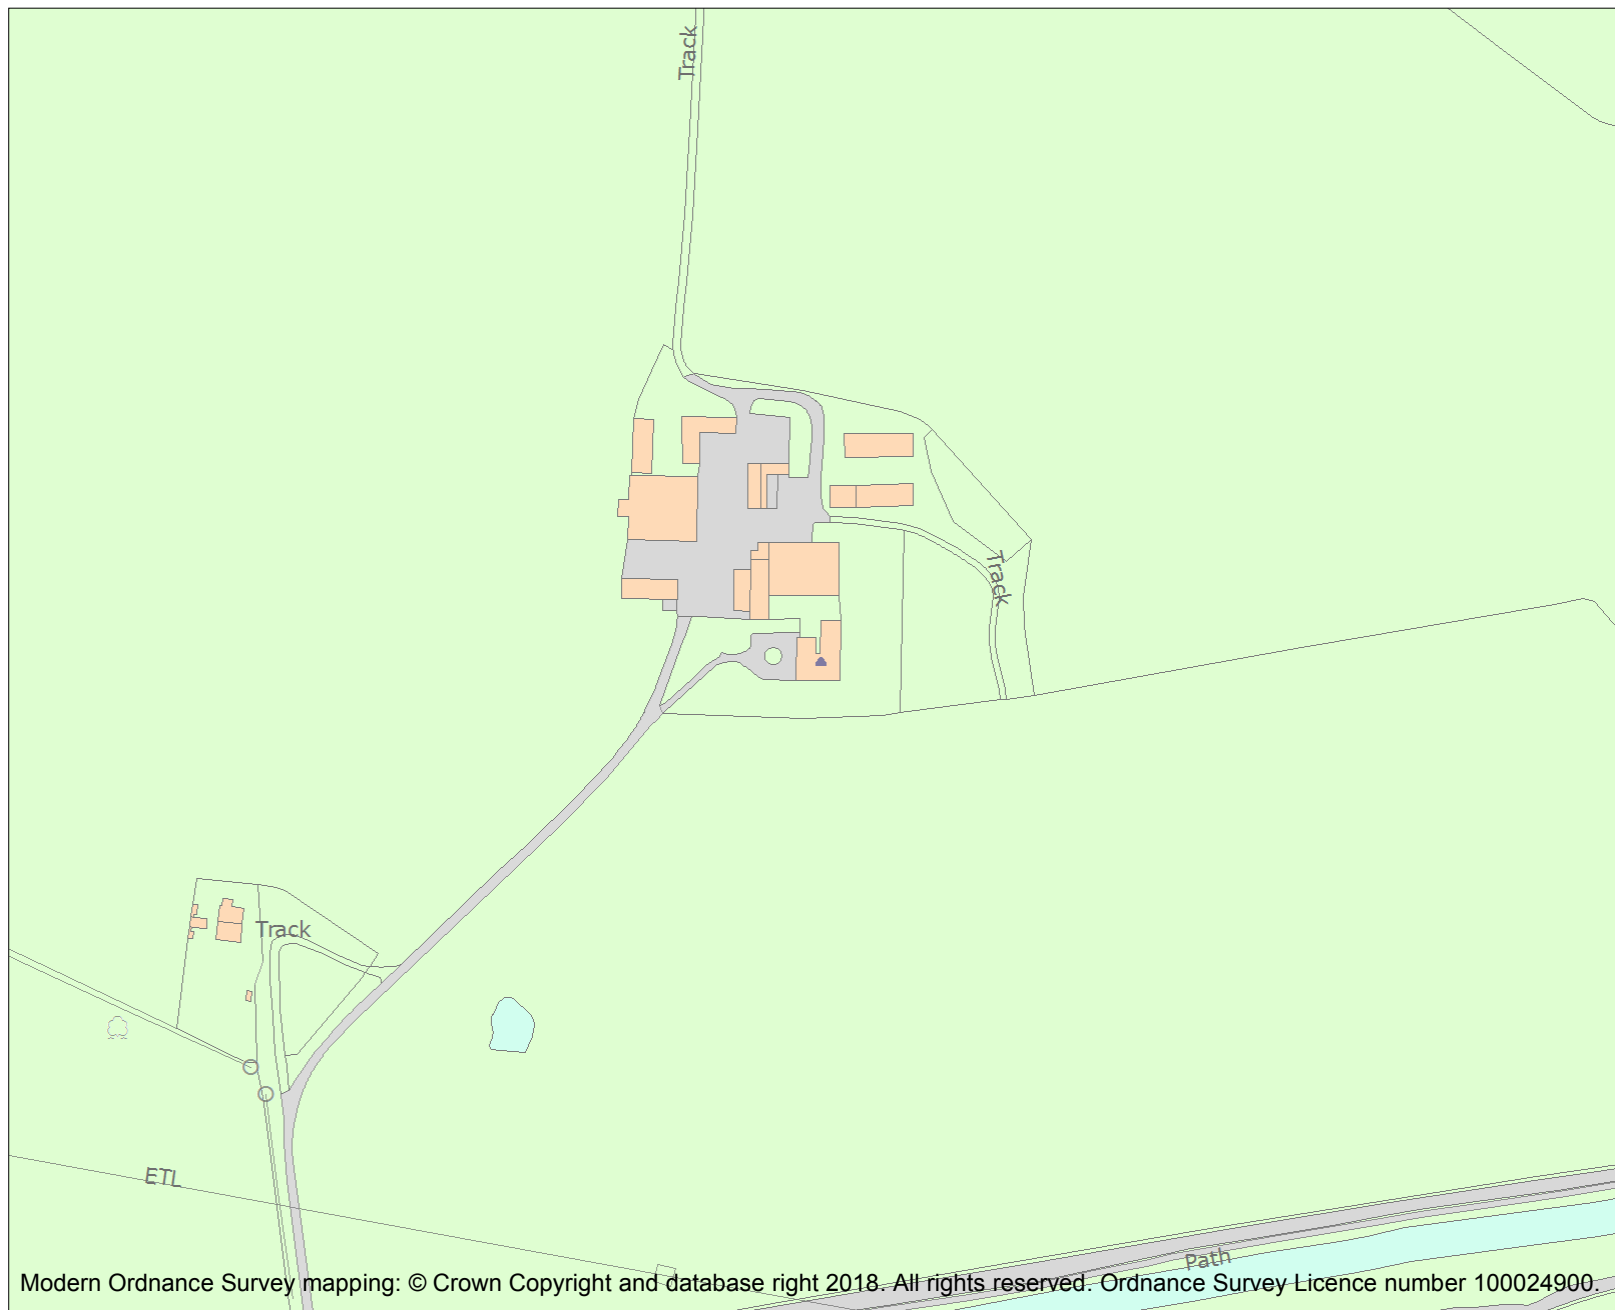 Track
Track
Track
ETL
Path
Modern Ordnance Survey mapping: © Crown Copyright and database right 2018. All rights reserved. Ordnance Survey Licence number 100024900.